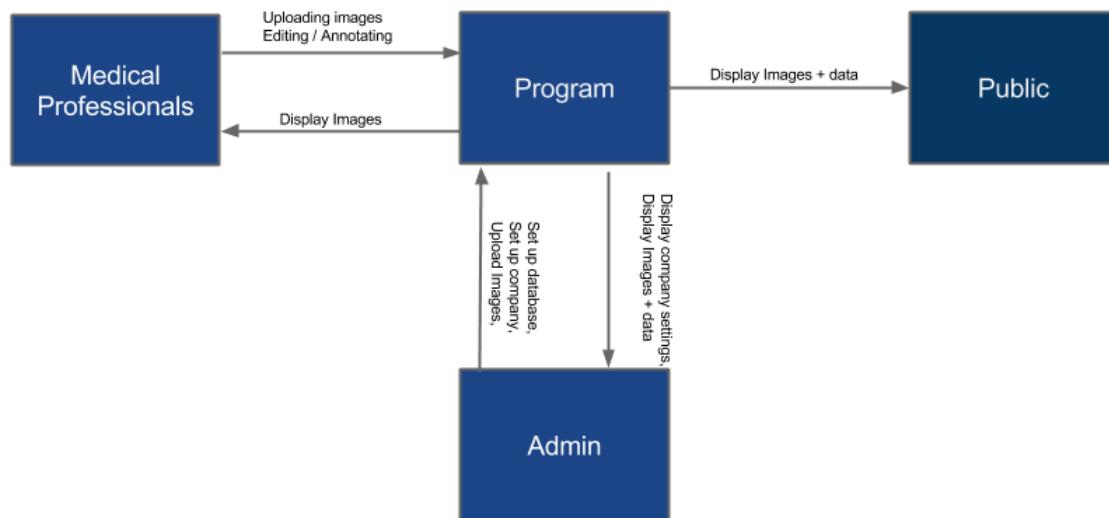 Uploading images
Editing / Annotating
Medical
Professionals
Program
Display Images + data
Public
Display Images
Set up database,
Set up company,
Upload Images,
Display company settings,
Display Images + data
Admin